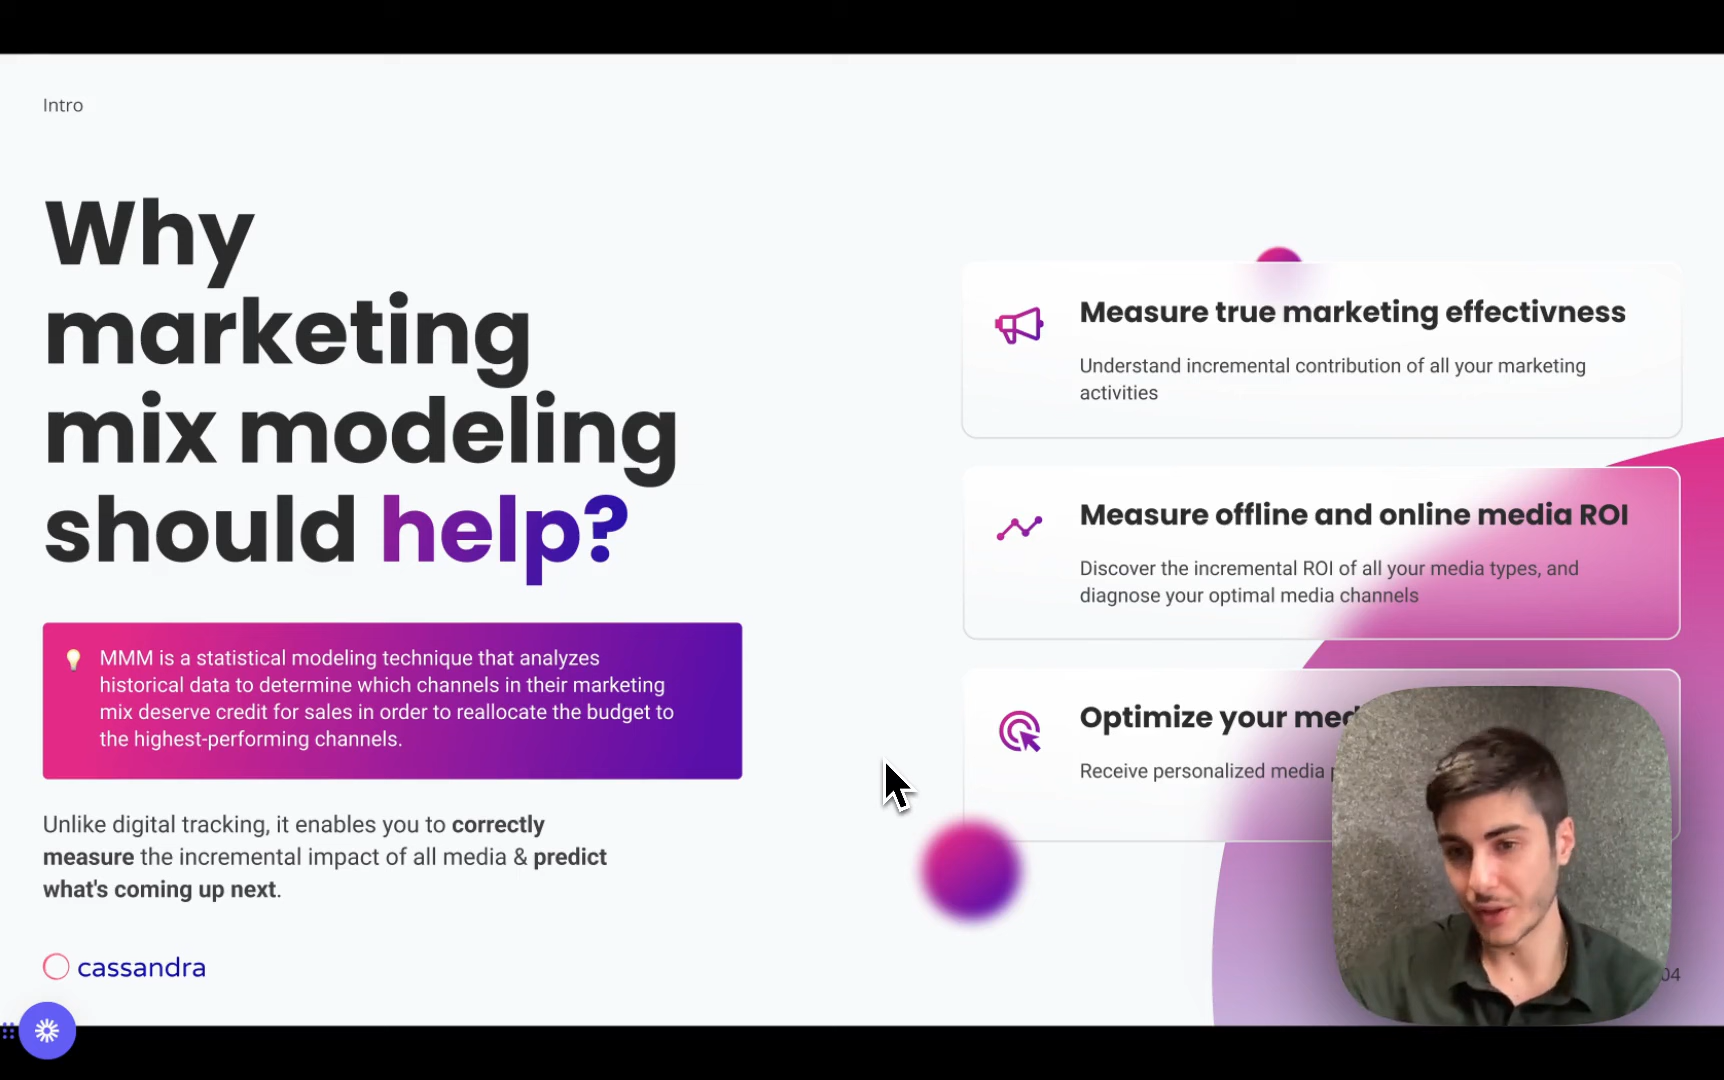 Intro
Why
marketing
mix modeling
should help?
MMM is a statistical modeling technique that analyzes
historical data to determine which channels in their marketing
mix deserve credit for sales in order to reallocate the budget to
the highest-performing channels.
Unlike digital tracking, it enables you to correctly
measure the incremental impact of all media & predict
what's coming up next.
cassandra
Measure true marketing effectivness
Understand incremental contribution of all your marketing
activities
Measure offline and online media ROI
Discover the incremental ROI of all your media types, and
diagnose your optimal media channels
Optimize your
Receive personalized media
04